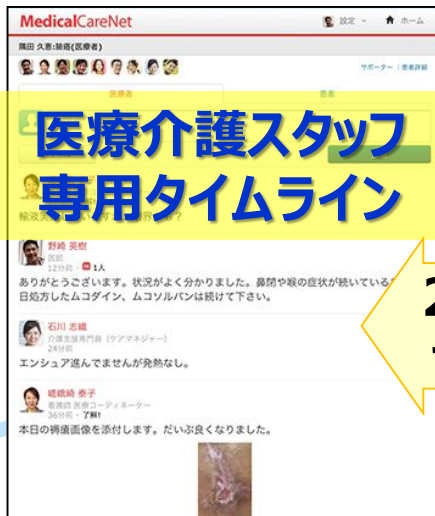 MedicalCareNet
設定 ホーム
隅田 久恵:肺癌(医療者)
サポーター | 患者詳細
医療者 患者
医療介護スタッフ
専用タイムライン
野崎 英樹
医師
12分前・ 1人
ありがとうございます。状況がよく分かりました。鼻閉や喉の症状が続いている
日処方したムコダイン、ムコソルバンは続けて下さい。
石川 志織
介護支援専門員 (ケアマネジャー)
24分前
エンシュア進んでませんが発熱なし。
嵯峨崎 泰子
看護師 医療コーディネーター
36分前・了解!
本日の褥瘡画像を添付します。だいぶ良くなりました。
2